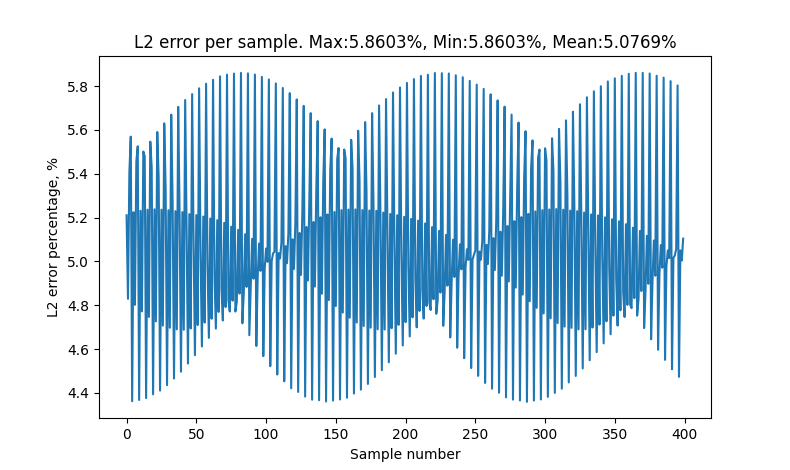 L2 error per sample. Max:5.8603%, Min:5.8603%, Mean:5.0769%
L2 error percentage, %
5.8
5.6
5.4
5.2
5.0
4.8
4.6
4.4
0 50 100 150 200 250 300 350 400
Sample number